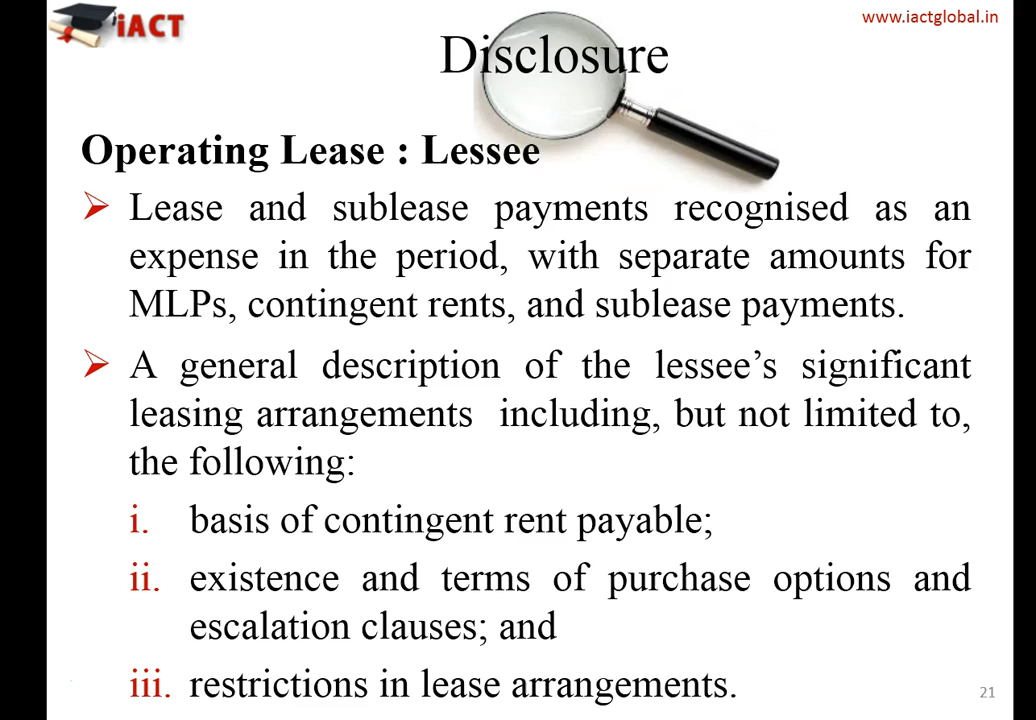 iACT
www.iactglobal.in
Disclosure
Operating Lease : Lessee
Lease and sublease payments recognised as an
expense in the period, with separate amounts for
MLPs, contingent rents, and sublease payments.
A general description of the lessee’s significant
leasing arrangements including, but not limited to,
the following:
i. basis of contingent rent payable;
ii. existence and terms of purchase options and
escalation clauses; and
iii. restrictions in lease arrangements.
21